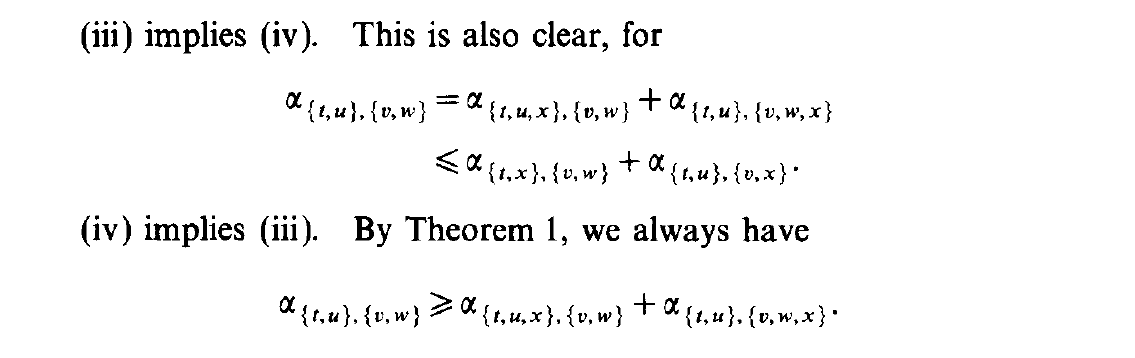 (iii) implies (iv). This is also clear, for
α_{{t,u},{v,w}} = α_{{t,u,x},{v,w}} + α_{{t,u},{v,w,x}}
⩽ α_{{t,x},{v,w}} + α_{{t,u},{v,x}}.
(iv) implies (iii). By Theorem 1, we always have
α_{{t,u},{v,w}} ⩾ α_{{t,u,x},{v,w}} + α_{{t,u},{v,w,x}}.